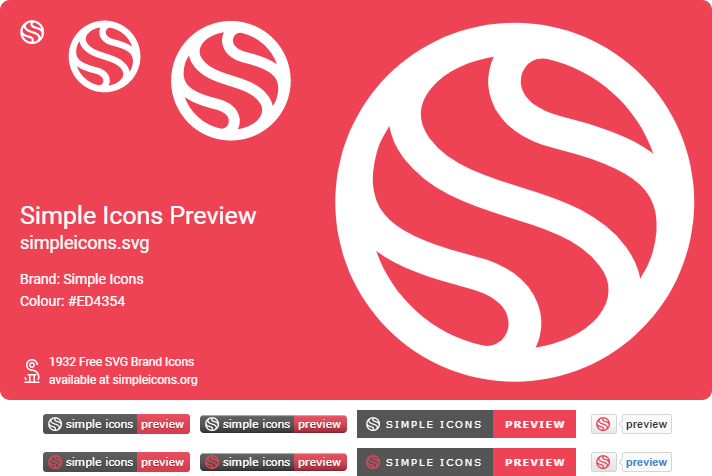 Simple Icons Preview
simpleicons.svg
Brand: Simple Icons
Colour: #ED4354
1932 Free SVG Brand Icons
available at simpleicons.org
simple icons preview
simple icons preview
SIMPLE ICONS PREVIEW
preview
simple icons preview
simple icons preview
SIMPLE ICONS PREVIEW
preview